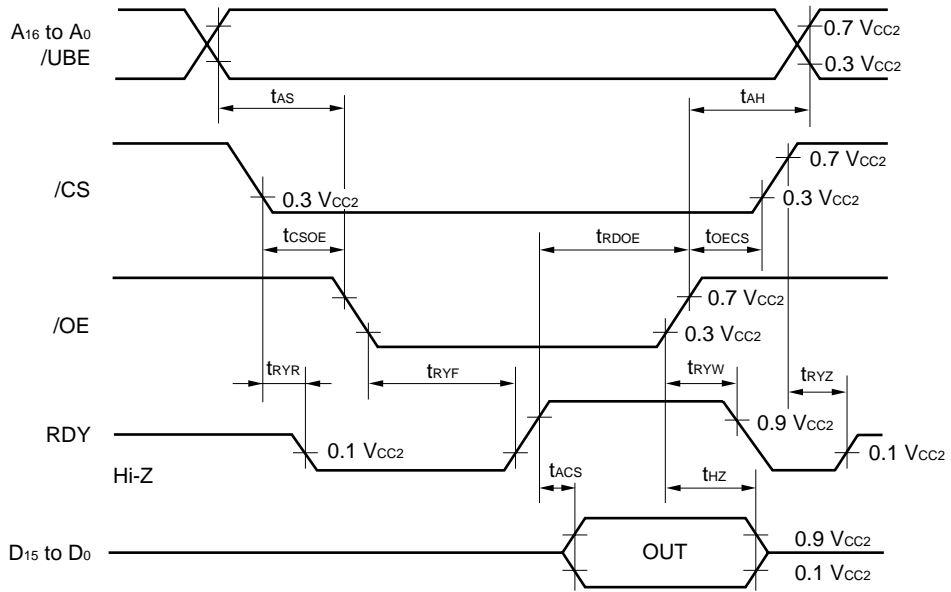 A16 to A0
/UBE
0.7 VCC2
0.3 VCC2
tAS
tAH
/CS
0.3 VCC2
0.7 VCC2
0.3 VCC2
tCSOE
tRDOE
tOECS
/OE
0.7 VCC2
0.3 VCC2
tRYR
tRYF
tRYW
tRYZ
RDY
0.1 VCC2
0.9 VCC2
0.1 VCC2
Hi-Z
tACS
tHZ
D15 to D0
OUT
0.9 VCC2
0.1 VCC2